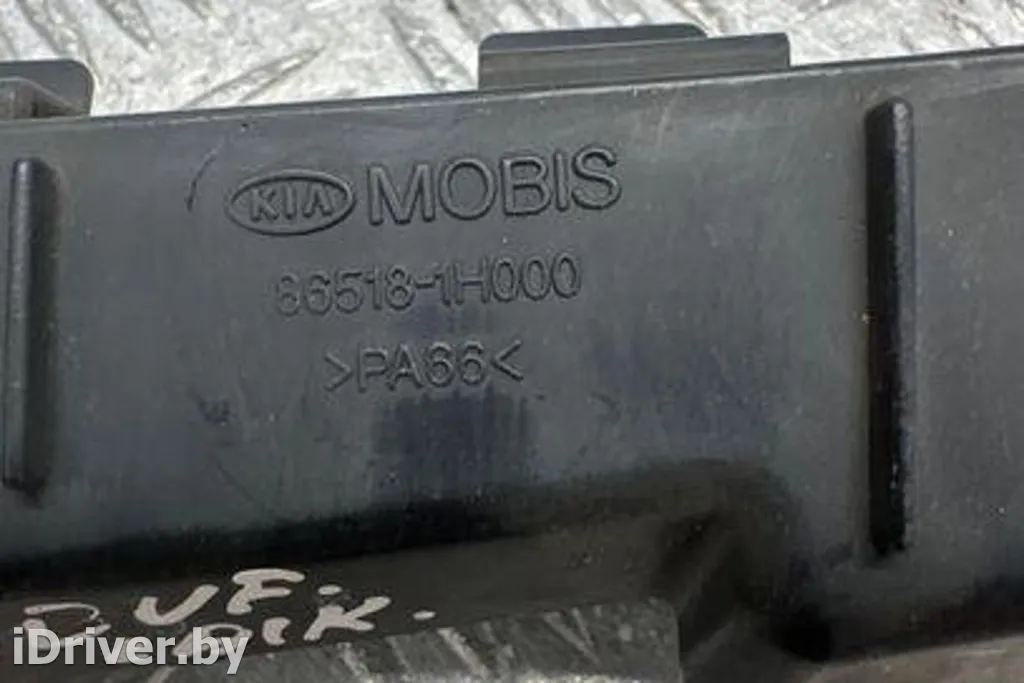 KIA MOBIS
86518-1H000
>PA66<
iDriver.by